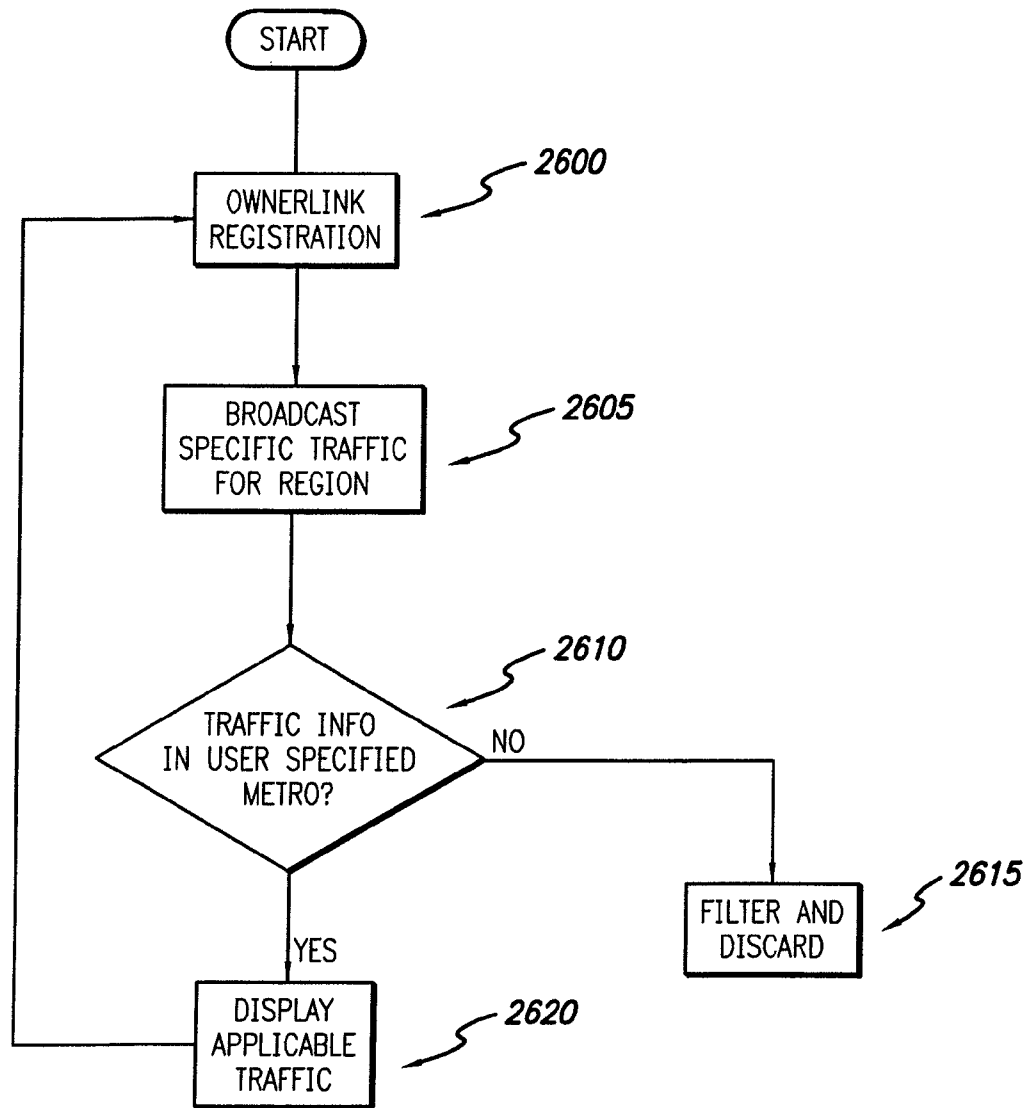 START
2600
OWNERLINK
REGISTRATION
2605
BROADCAST
SPECIFIC TRAFFIC
FOR REGION
2610
TRAFFIC INFO
IN USER SPECIFIED
METRO?
NO
2615
FILTER AND
DISCARD
YES
2620
DISPLAY
APPLICABLE
TRAFFIC